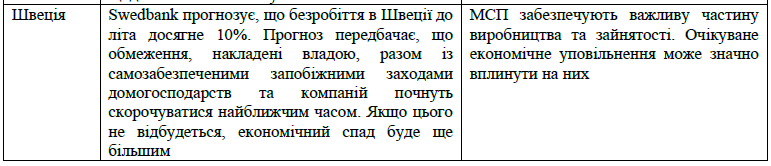 Швеція
Swedbank прогнозує, що безробіття в Швеції до
літа досягне 10%. Прогноз передбачає, що
обмеження, накладені владою, разом із
самозабезпеченими запобіжними заходами
домогосподарств та компаній почнуть
скорочуватися найближчим часом. Якщо цього
не відбудеться, економічний спад буде ще
більшим
МСП забезпечують важливу частину
виробництва та зайнятості. Очікуване
економічне уповільнення може значно
вплинути на них